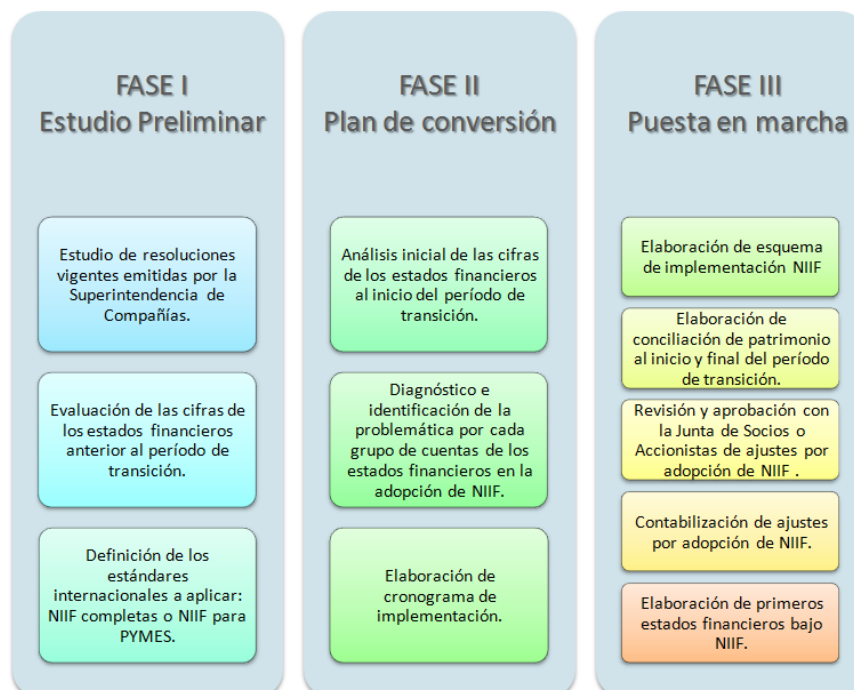 FASE I
Estudio Preliminar
Estudio de resoluciones
vigentes emitidas por la
Superintendencia de
Compañías.
Evaluación de las cifras de
los estados financieros
anterior al período de
transición.
Definición de los
estándares
internacionales a aplicar:
NIIF completas o NIIF para
PYMES.
FASE II
Plan de conversión
Análisis inicial de las cifras
de los estados financieros
al inicio del período de
transición.
Diagnóstico e
identificación de la
problemática por cada
grupo de cuentas de los
estados financieros en la
adopción de NIIF.
Elaboración de
cronograma de
implementación.
FASE III
Puesta en marcha
Elaboración de esquema
de implementación NIIF
Elaboración de
conciliación de patrimonio
al inicio y final del período
de transición.
Revisión y aprobación con
la Junta de Socios o
Accionistas de ajustes por
adopción de NIIF .
Contabilización de ajustes
por adopción de NIIF.
Elaboración de primeros
estados financieros bajo
NIIF.